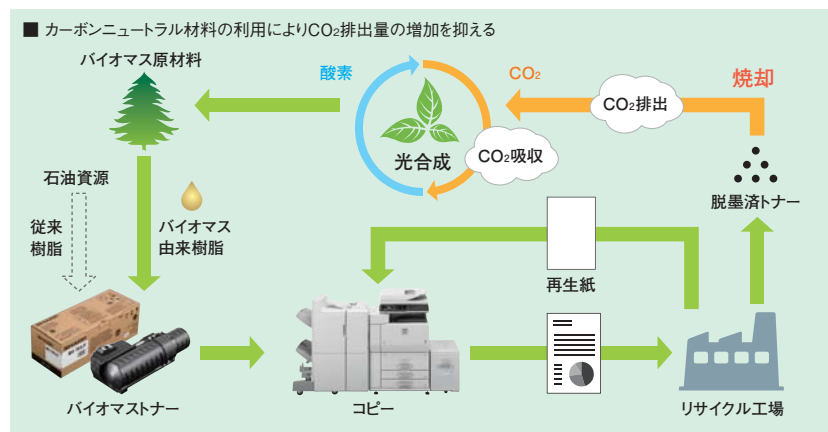 ■ カーボンニュートラル材料の利用によりCO₂排出量の増加を抑える
バイオマス原材料
酸素
CO₂
焼却
CO₂排出
光合成
CO₂吸収
石油資源
脱墨済トナー
従来
樹脂
バイオマス
由来樹脂
再生紙
バイオマストナー
コピー
リサイクル工場